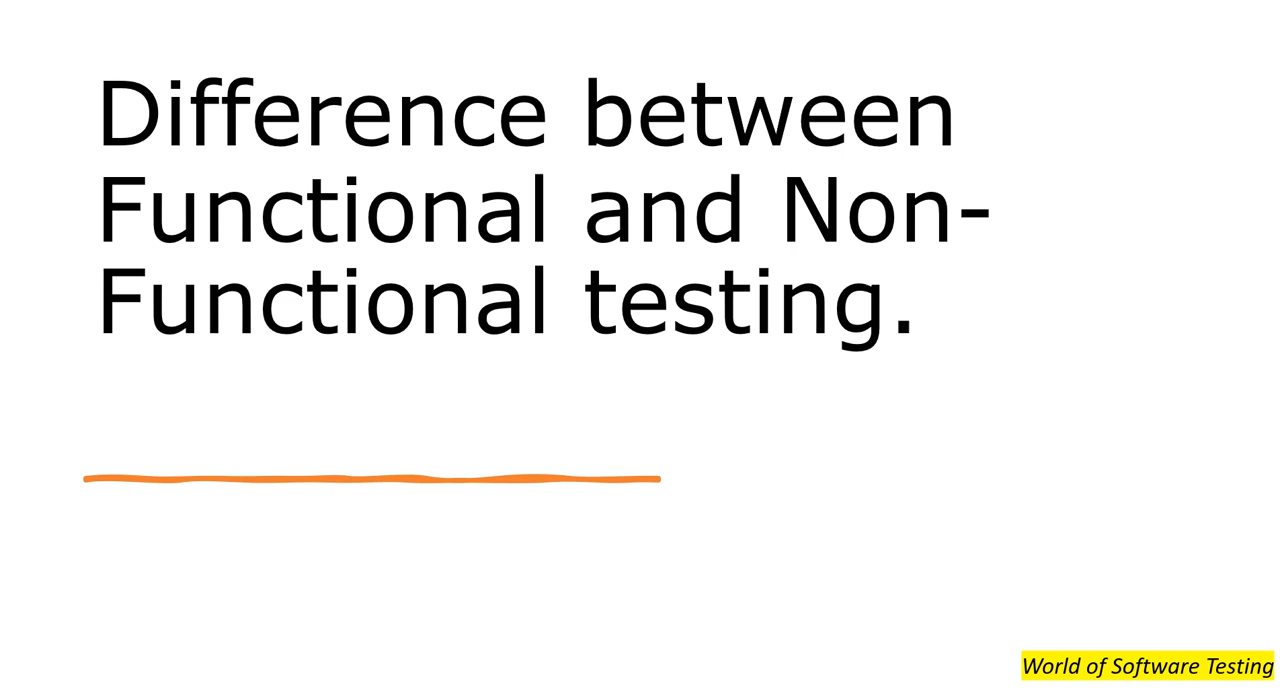 Difference between
Functional and Non-
Functional testing.
World of Software Testing